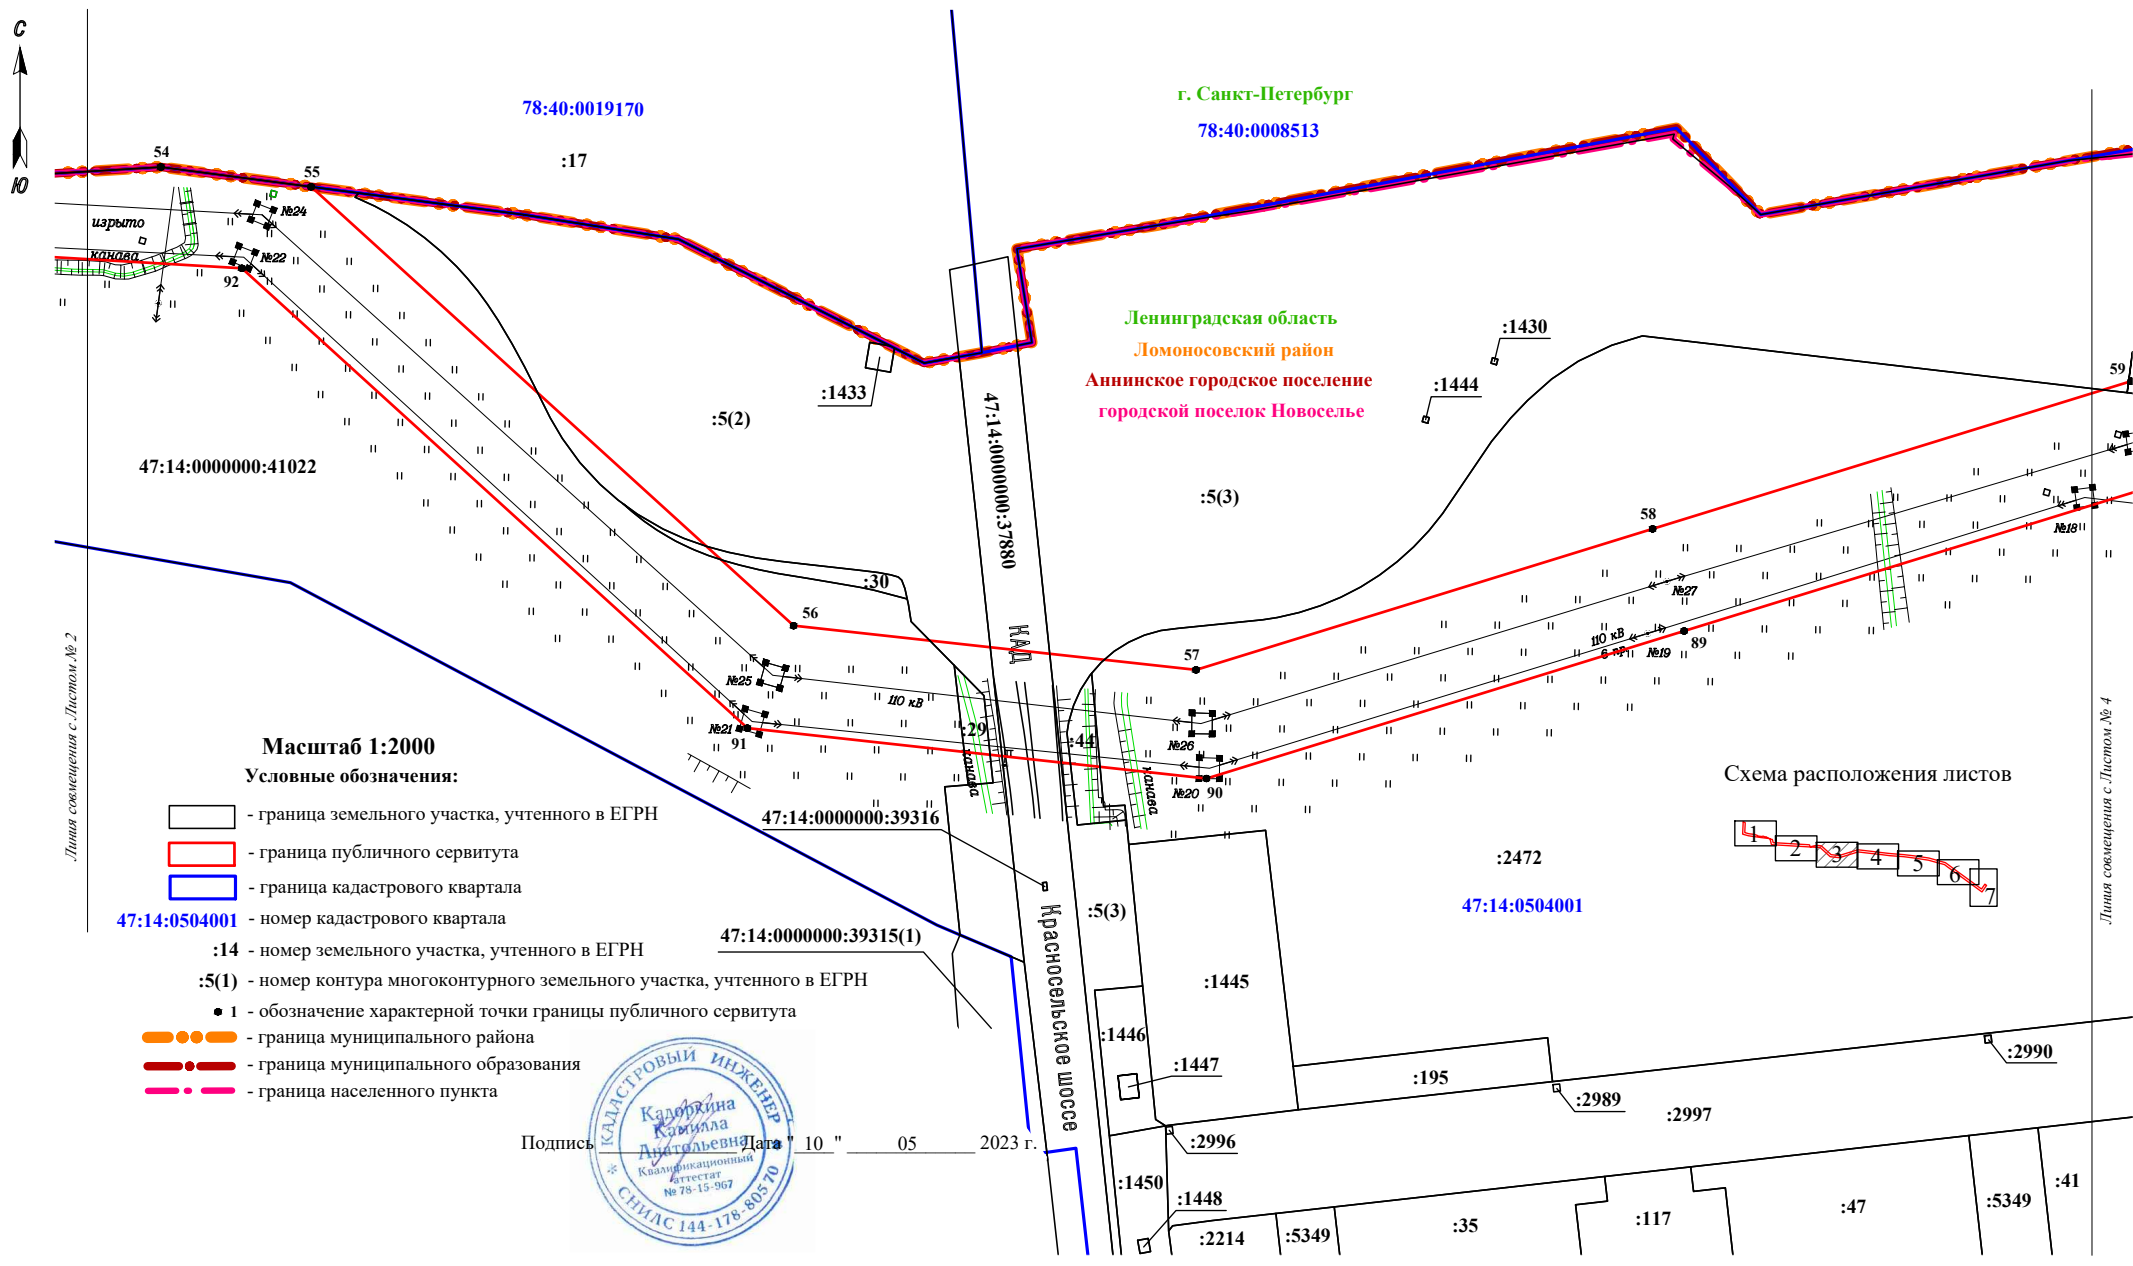 С
Ю
78:40:0019170
:17
г. Санкт-Петербург
78:40:0008513
54
55
№24
изрыто
канава
№22
92
Ленинградская область
Ломоносовский район
Аннинское городское поселение
городской поселок Новоселье
:1430
:1444
:1433
59
:5(2)
47:14:0000000:41022
47:14:0000000:37880
:5(3)
58
№18
:30
№27
56
КАД
110 кВ
6 пр.
№19
89
57
№25
110 кВ
№21
91
:29
:44
№26
канава
канава
№20
90
Линия совмещения с Листом № 2
Линия совмещения с Листом № 4
Масштаб 1:2000
Условные обозначения:
- граница земельного участка, учтенного в ЕГРН
- граница публичного сервитута
- граница кадастрового квартала
47:14:0504001 - номер кадастрового квартала
:14 - номер земельного участка, учтенного в ЕГРН
:5(1) - номер контура многоконтурного земельного участка, учтенного в ЕГРН
1 - обозначение характерной точки границы публичного сервитута
- граница муниципального района
- граница муниципального образования
- граница населенного пункта
47:14:0000000:39316
47:14:0000000:39315(1)
Красносельское шоссе
:5(3)
:2472
47:14:0504001
Схема расположения листов
1
2
3
4
5
6
7
:1445
:1446
:1447
:195
:2990
:2989
:2997
:2996
:1450
:1448
:2214
:5349
:35
:117
:47
:5349
:41
Подпись Дата " 10 " 05 2023 г.
КАДАСТРОВЫЙ ИНЖЕНЕР
Кадоркина
Камилла
Анатольевна
Квалификационный
аттестат
№ 78-15-967
СНИЛС 144-178-805 70